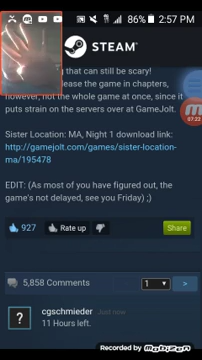 86% 2:57 PM
STEAM
that can still be scary!
lease the game in chapters,
however, not the whole game at once, since it
puts strain on the servers over at GameJolt.
Sister Location: MA, Night 1 download link:
http://gamejolt.com/games/sister-location-
ma/195478
EDIT: (As most of you have figured out, the
game's not delayed, see you Friday) ;)
927 Rate up Share
5,858 Comments 1 >
cgschmieder Just now
? 11 Hours left.
Recorded by Mobizen